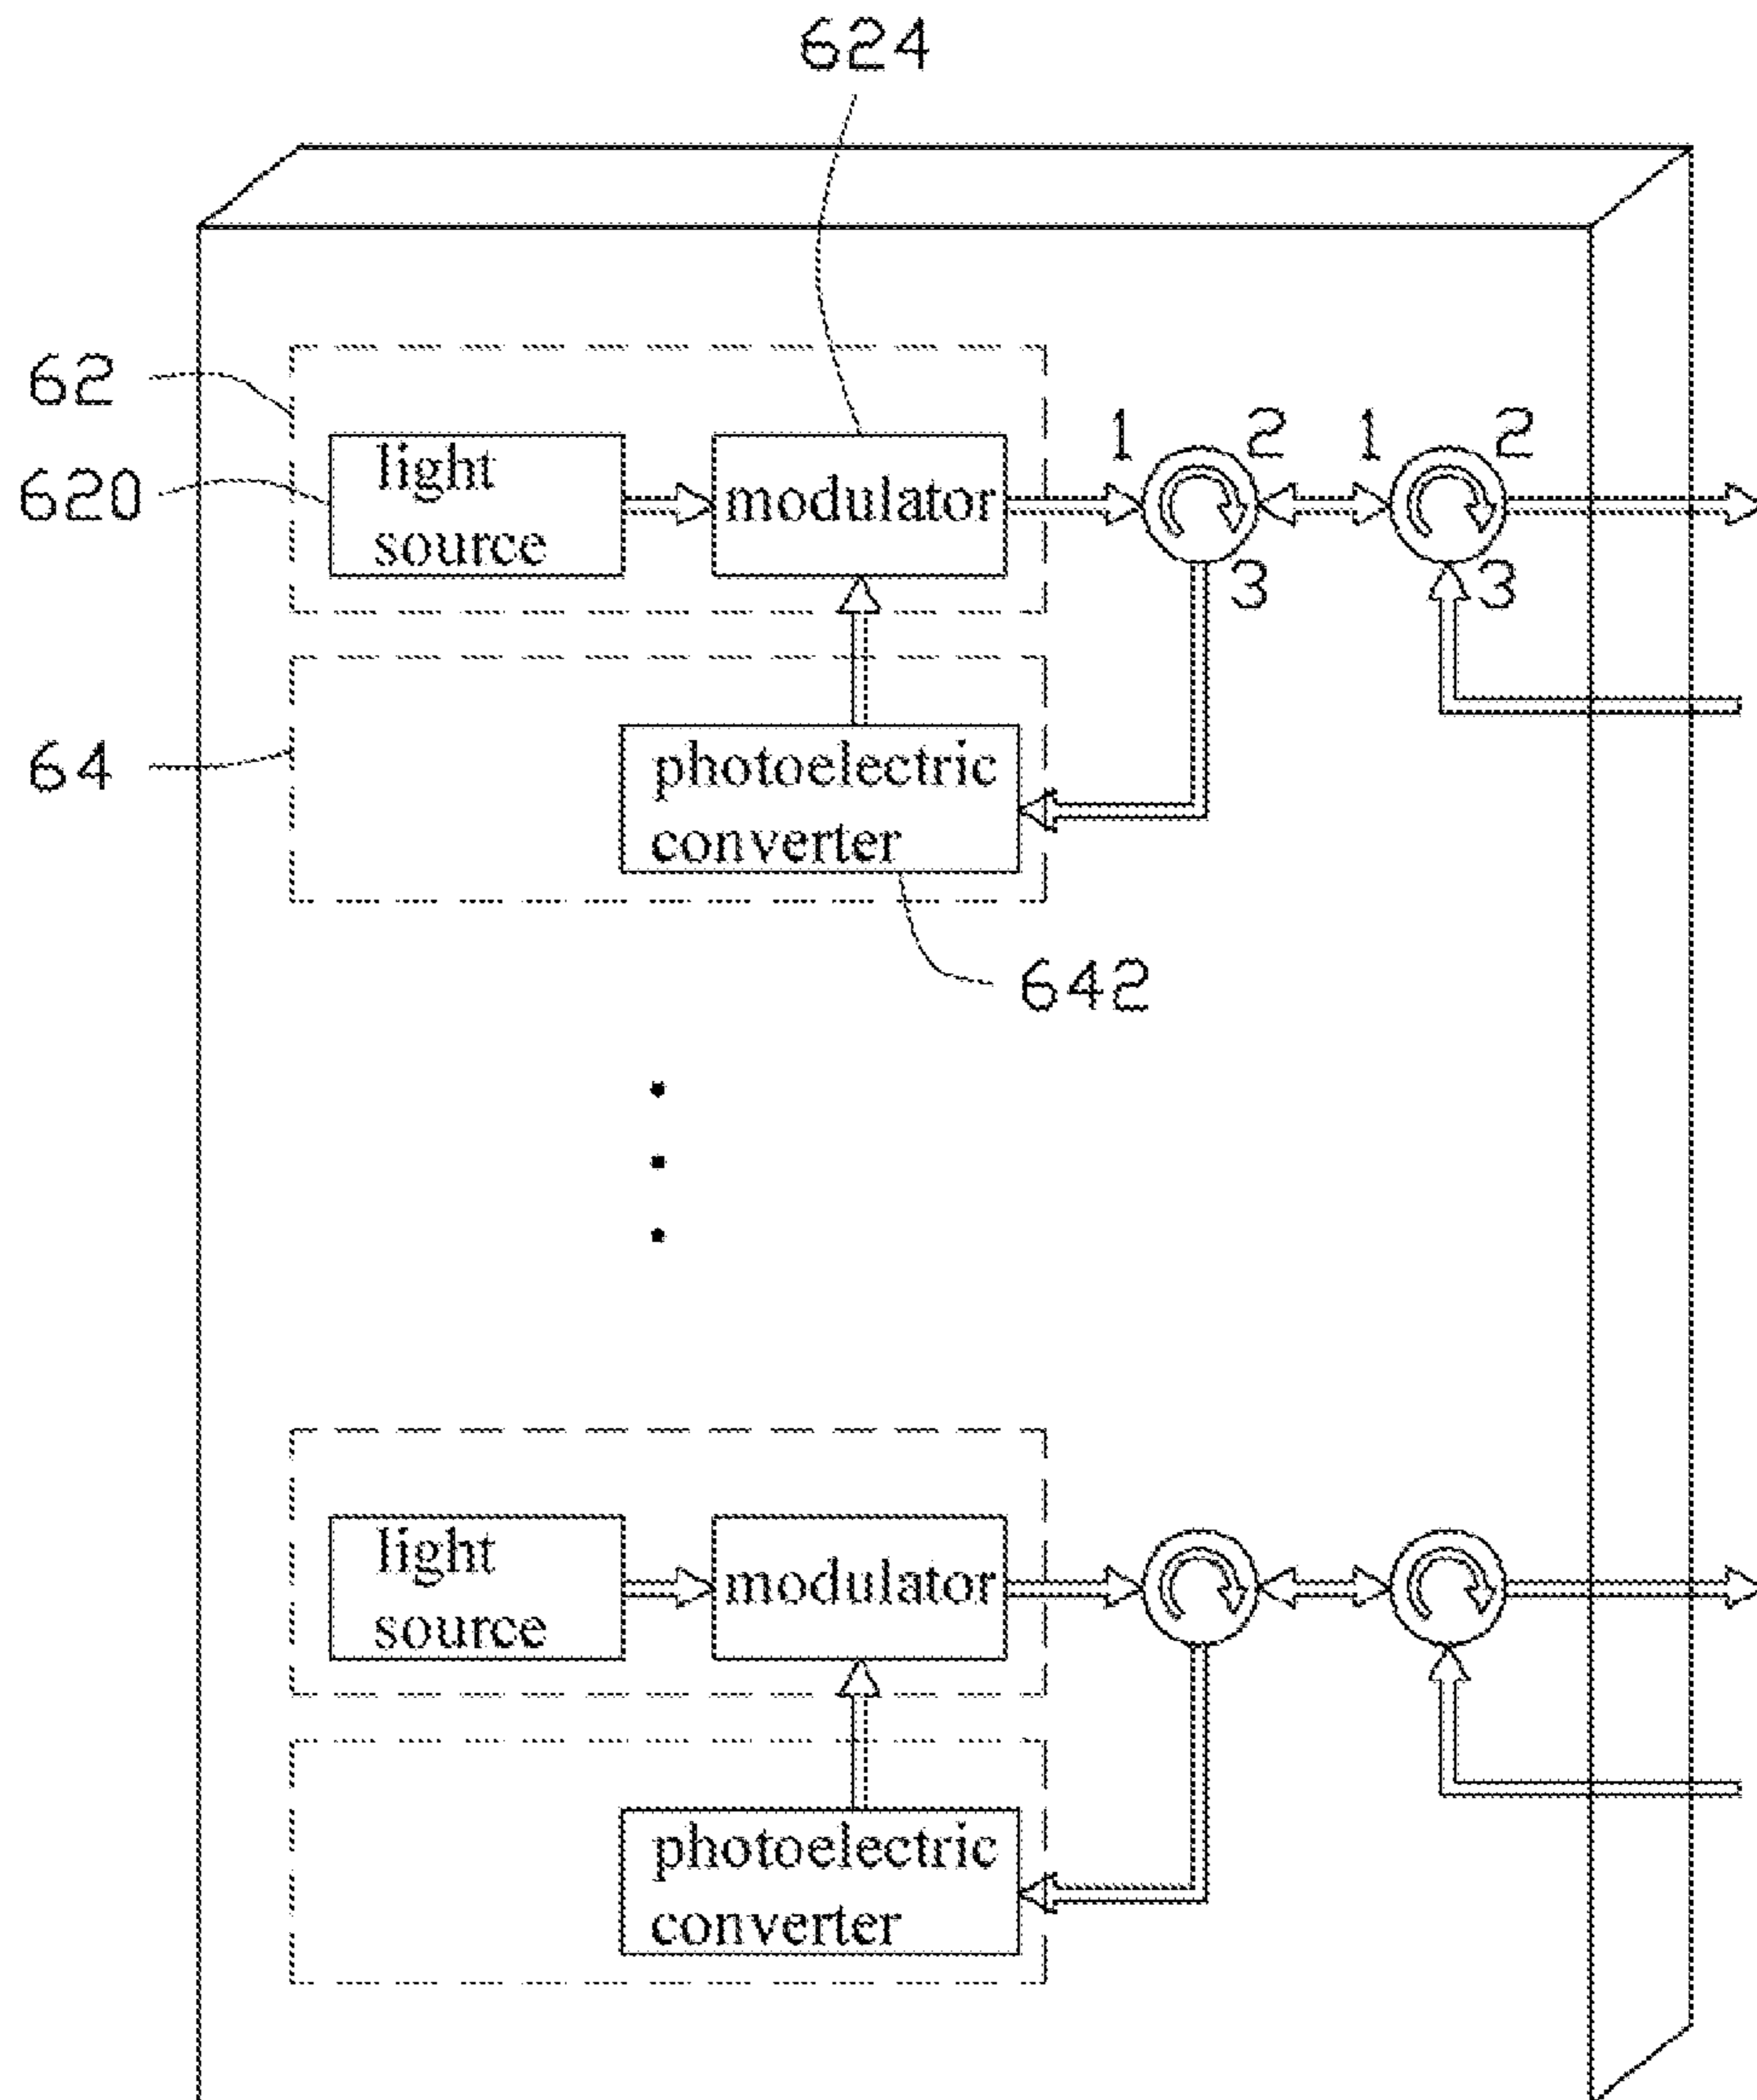 624
62
620
light
source
modulator
1
2
1
2
3
3
64
photoelectric
converter
642
light
source
modulator
photoelectric
converter